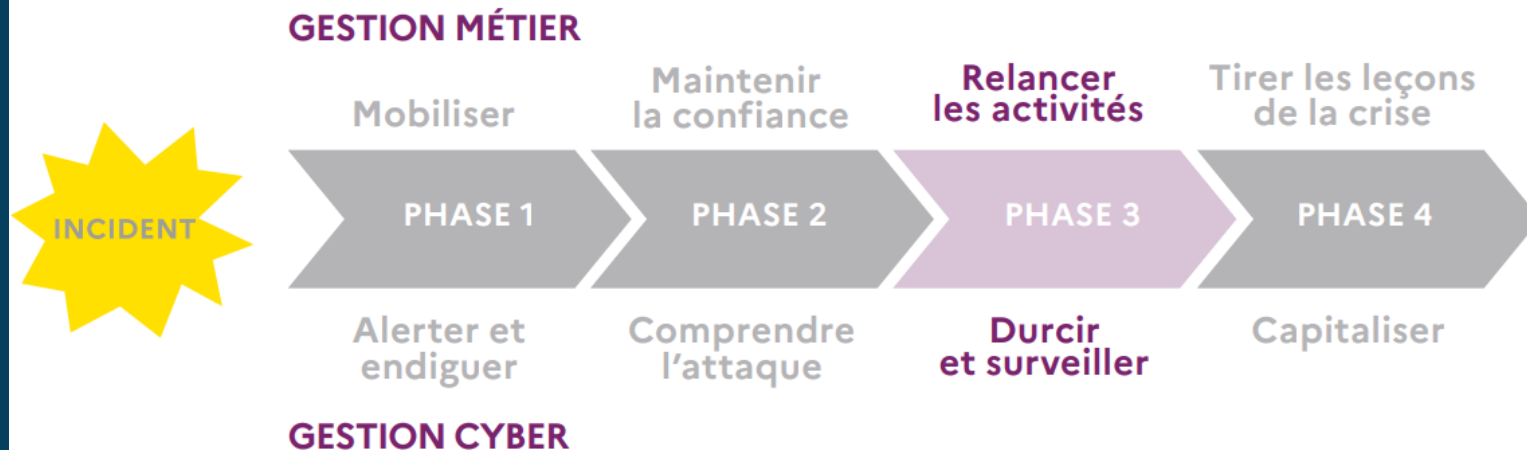 GESTION MÉTIER
Mobiliser
Maintenir
la confiance
Relancer
les activités
Tirer les leçons
de la crise
INCIDENT
PHASE 1
PHASE 2
PHASE 3
PHASE 4
Alerter et
endiguer
Comprendre
l'attaque
Durcir
et surveiller
Capitaliser
GESTION CYBER